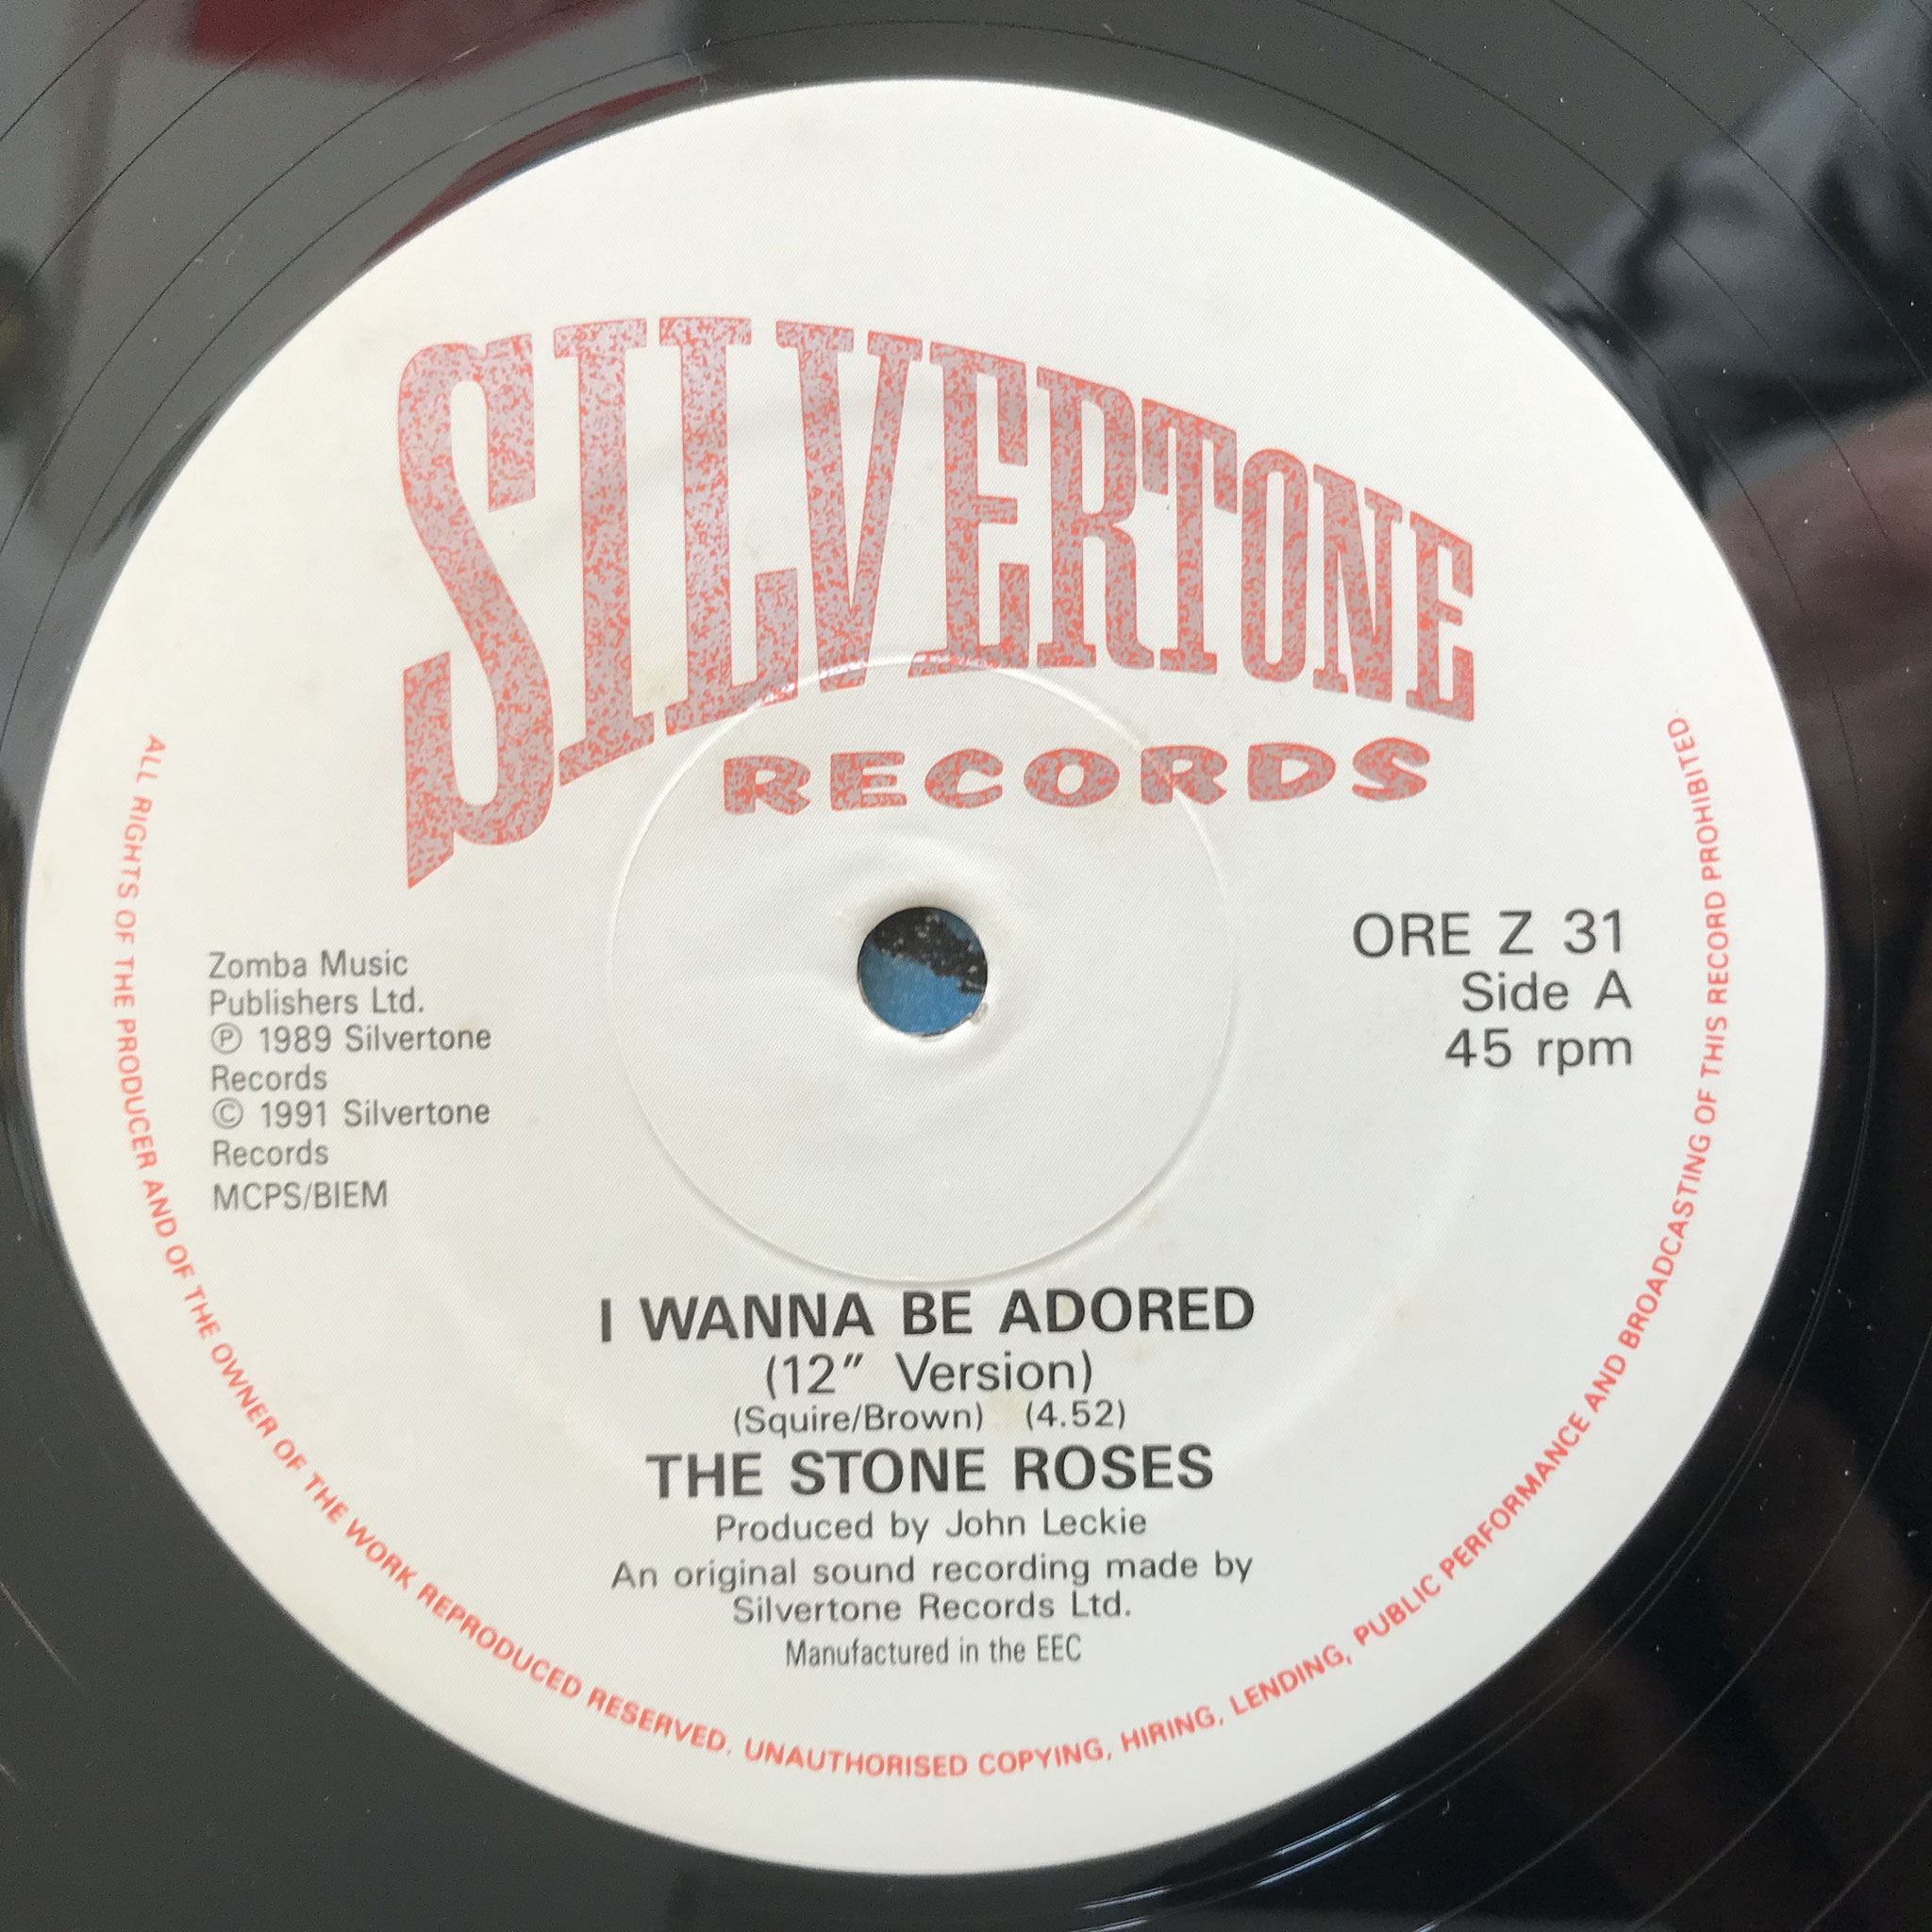 SILVERTONE
RECORDS
ORE Z 31
Side A
45 rpm
Zomba Music
Publishers Ltd.
℗ 1989 Silvertone
Records
© 1991 Silvertone
Records
MCPS/BIEM
I WANNA BE ADORED
(12″ Version)
(Squire/Brown) (4.52)
THE STONE ROSES
Produced by John Leckie
An original sound recording made by
Silvertone Records Ltd.
Manufactured in the EEC
ALL RIGHTS OF THE PRODUCER AND OF THE OWNER OF THE WORK REPRODUCED RESERVED. UNAUTHORISED COPYING, HIRING, LENDING, PUBLIC PERFORMANCE AND BROADCASTING OF THIS RECORD PROHIBITED